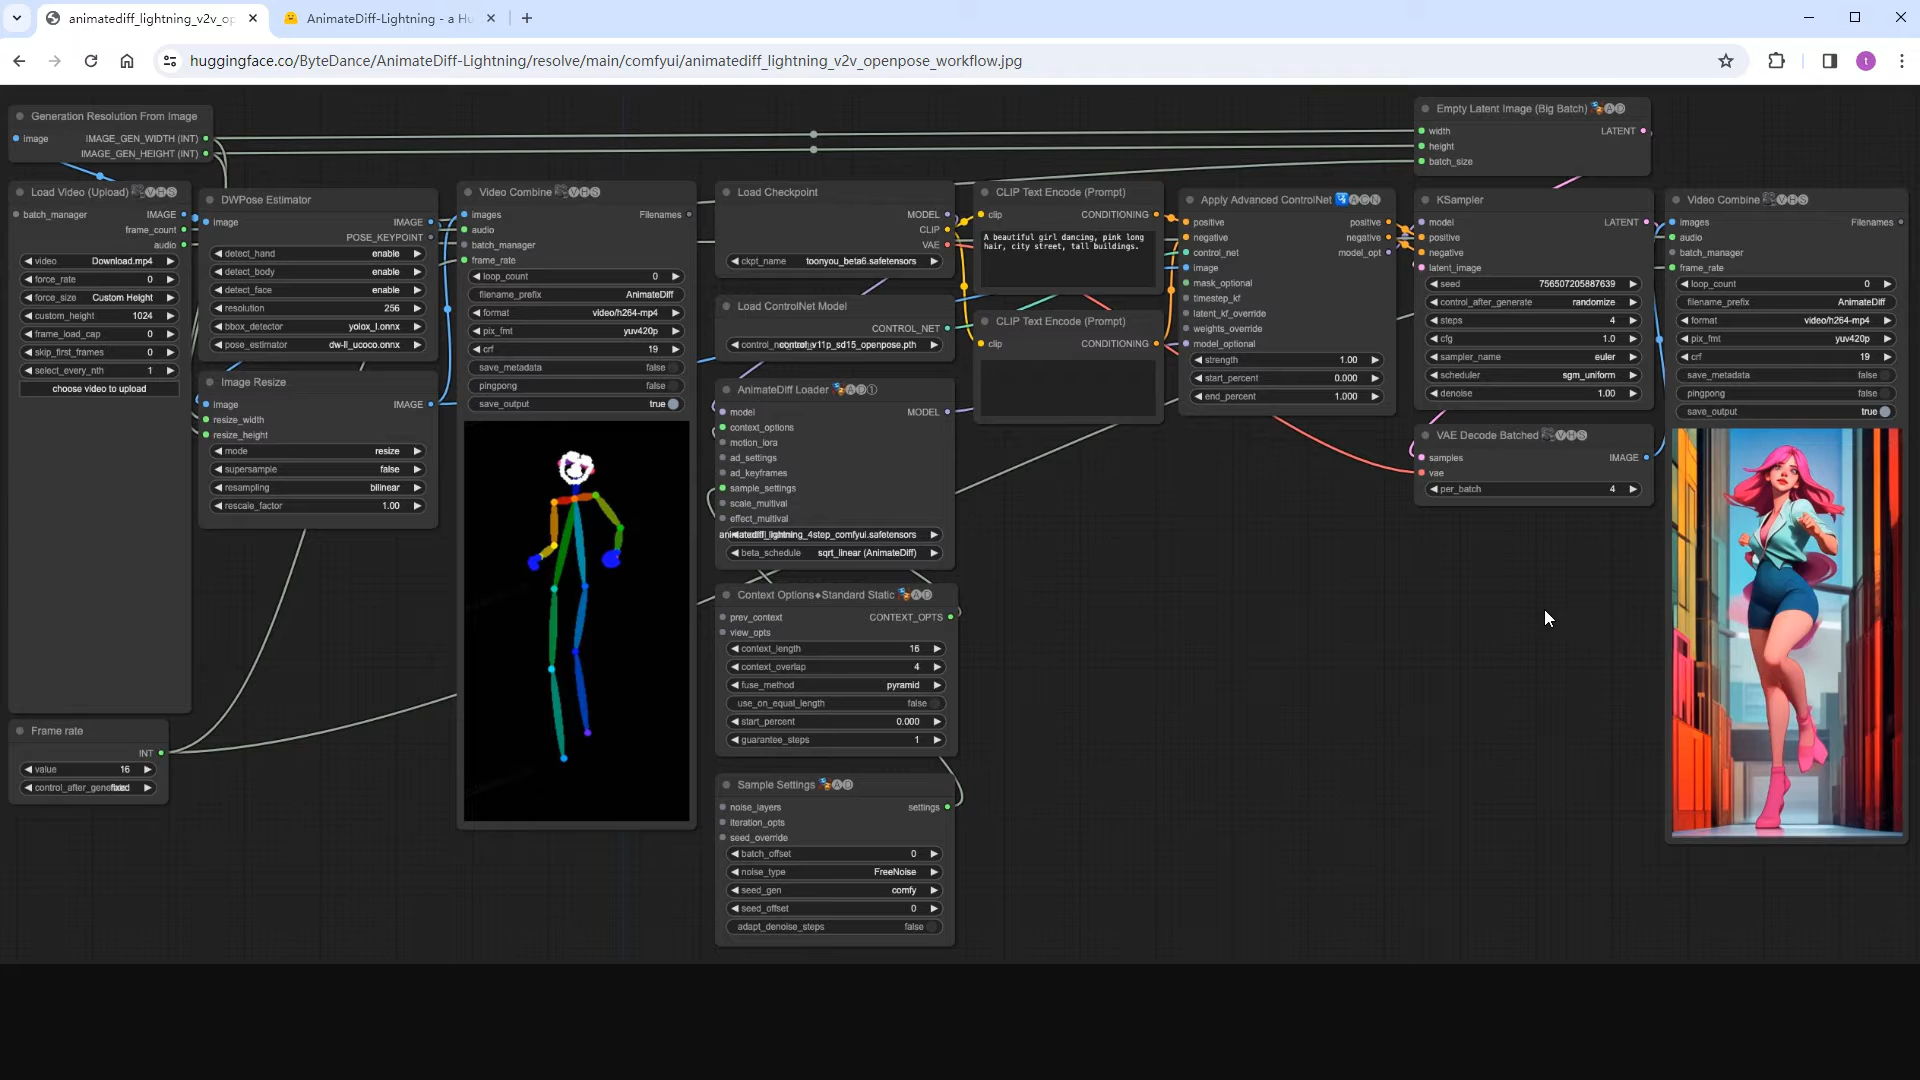 animatediff_lightning_v2v_op
AnimateDiff-Lightning - a Hu
huggingface.co/ByteDance/AnimateDiff-Lightning/resolve/main/comfyui/animatediff_lightning_v2v_openpose_workflow.jpg
t
Generation Resolution From Image
image IMAGE_GEN_WIDTH (INT)
IMAGE_GEN_HEIGHT (INT)
Load Video (Upload) VHS
batch_manager IMAGE
frame_count
audio
video Download.mp4
force_rate 0
force_size Custom Height
custom_height 1024
frame_load_cap 0
skip_first_frames 0
select_every_nth 1
choose video to upload
Frame rate
INT
value 16
control_after_generate fixed
DWPose Estimator
image IMAGE
POSE_KEYPOINT
detect_hand enable
detect_body enable
detect_face enable
resolution 256
bbox_detector yolox_l.onnx
pose_estimator dw-ll_ucoco.onnx
Image Resize
image IMAGE
resize_width
resize_height
mode resize
supersample false
resampling bilinear
rescale_factor 1.00
Video Combine VHS
images Filenames
audio
batch_manager
frame_rate
loop_count 0
filename_prefix AnimateDiff
format video/h264-mp4
pix_fmt yuv420p
crf 19
save_metadata false
pingpong false
save_output true
Load Checkpoint
MODEL
CLIP
VAE
ckpt_name toonyou_beta6.safetensors
Load ControlNet Model
CONTROL_NET
control_v11p_sd15_openpose.pth
AnimateDiff Loader AD①
model MODEL
context_options
motion_lora
ad_settings
ad_keyframes
sample_settings
scale_multival
effect_multival
animatediff_lightning_4step_comfyui.safetensors
beta_schedule sqrt_linear (AnimateDiff)
Context Options♦Standard Static AD
prev_context CONTEXT_OPTS
view_opts
context_length 16
context_overlap 4
fuse_method pyramid
use_on_equal_length false
start_percent 0.000
guarantee_steps 1
Sample Settings AD
noise_layers settings
iteration_opts
seed_override
batch_offset 0
noise_type FreeNoise
seed_gen comfy
seed_offset 0
adapt_denoise_steps false
CLIP Text Encode (Prompt)
clip CONDITIONING
A beautiful girl dancing, pink long
hair, city street, tall buildings.
CLIP Text Encode (Prompt)
clip CONDITIONING
Apply Advanced ControlNet ACN
positive positive
negative negative
control_net model_opt
image
mask_optional
timestep_kf
latent_kf_override
weights_override
model_optional
strength 1.00
start_percent 0.000
end_percent 1.000
Empty Latent Image (Big Batch) AD
width LATENT
height
batch_size
KSampler
model LATENT
positive
negative
latent_image
seed 756507205887639
control_after_generate randomize
steps 4
cfg 1.0
sampler_name euler
scheduler sgm_uniform
denoise 1.00
VAE Decode Batched VHS
samples IMAGE
vae
per_batch 4
Video Combine VHS
images Filenames
audio
batch_manager
frame_rate
loop_count 0
filename_prefix AnimateDiff
format video/h264-mp4
pix_fmt yuv420p
crf 19
save_metadata false
pingpong false
save_output true